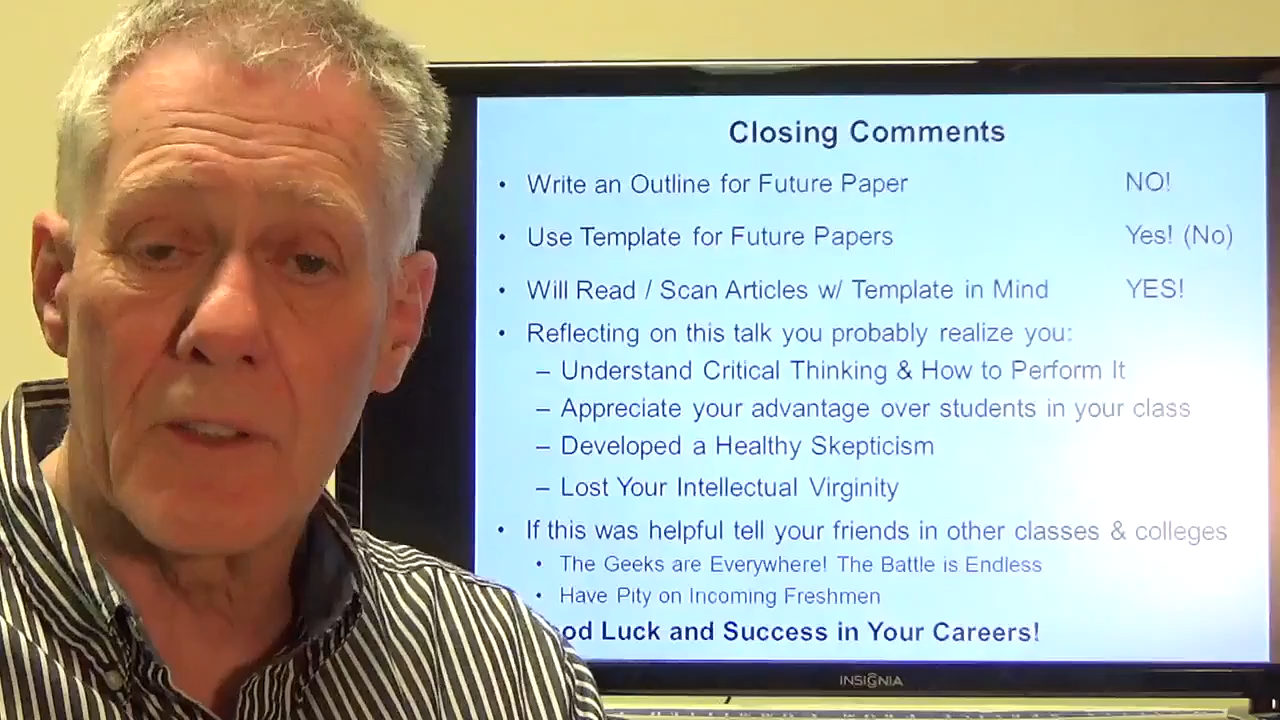 Closing Comments
• Write an Outline for Future Paper NO!
• Use Template for Future Papers Yes! (No)
• Will Read / Scan Articles w/ Template in Mind YES!
• Reflecting on this talk you probably realize you:
– Understand Critical Thinking & How to Perform It
– Appreciate your advantage over students in your class
– Developed a Healthy Skepticism
– Lost Your Intellectual Virginity
• If this was helpful tell your friends in other classes & colleges
• The Geeks are Everywhere! The Battle is Endless
• Have Pity on Incoming Freshmen
Luck and Success in Your Careers!
INSIGNIA